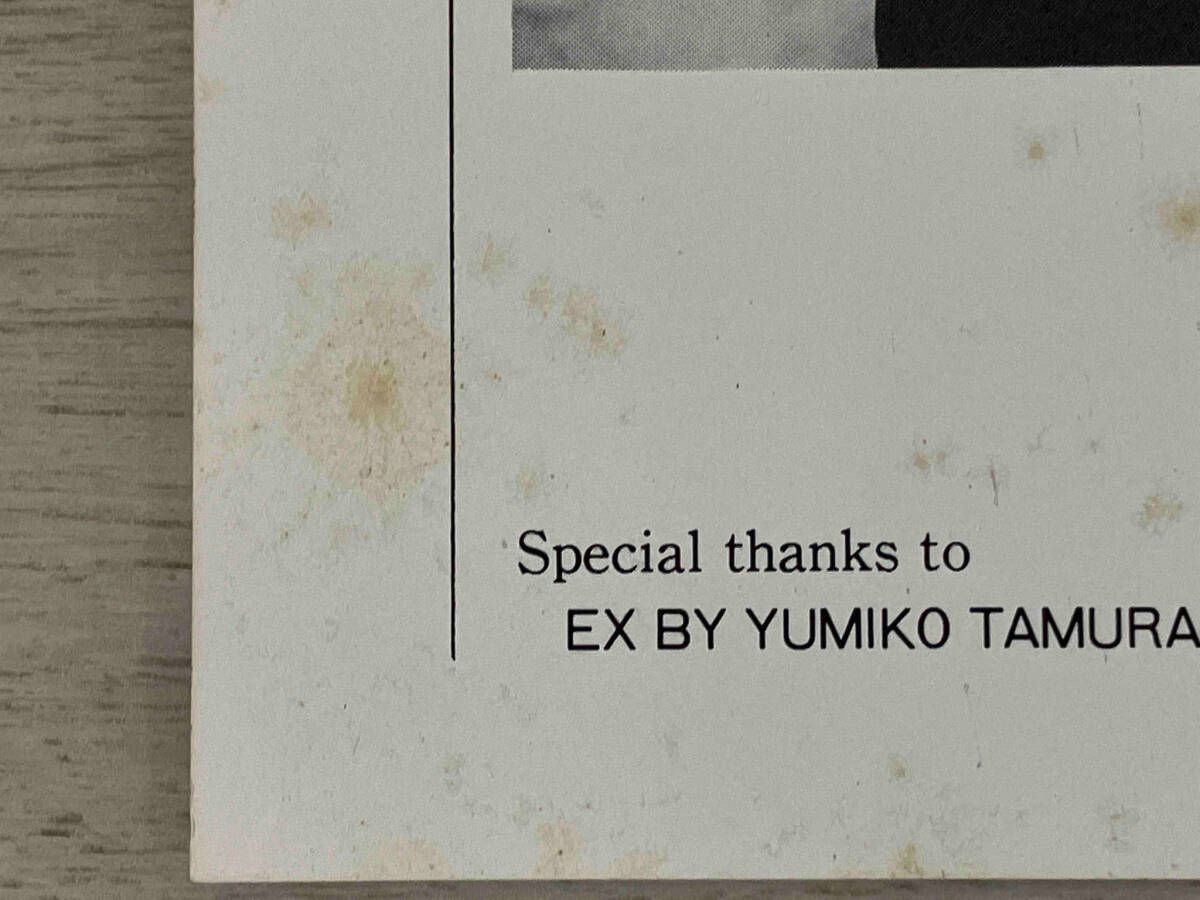 Special thanks to
EX BY YUMIKO TAMURA